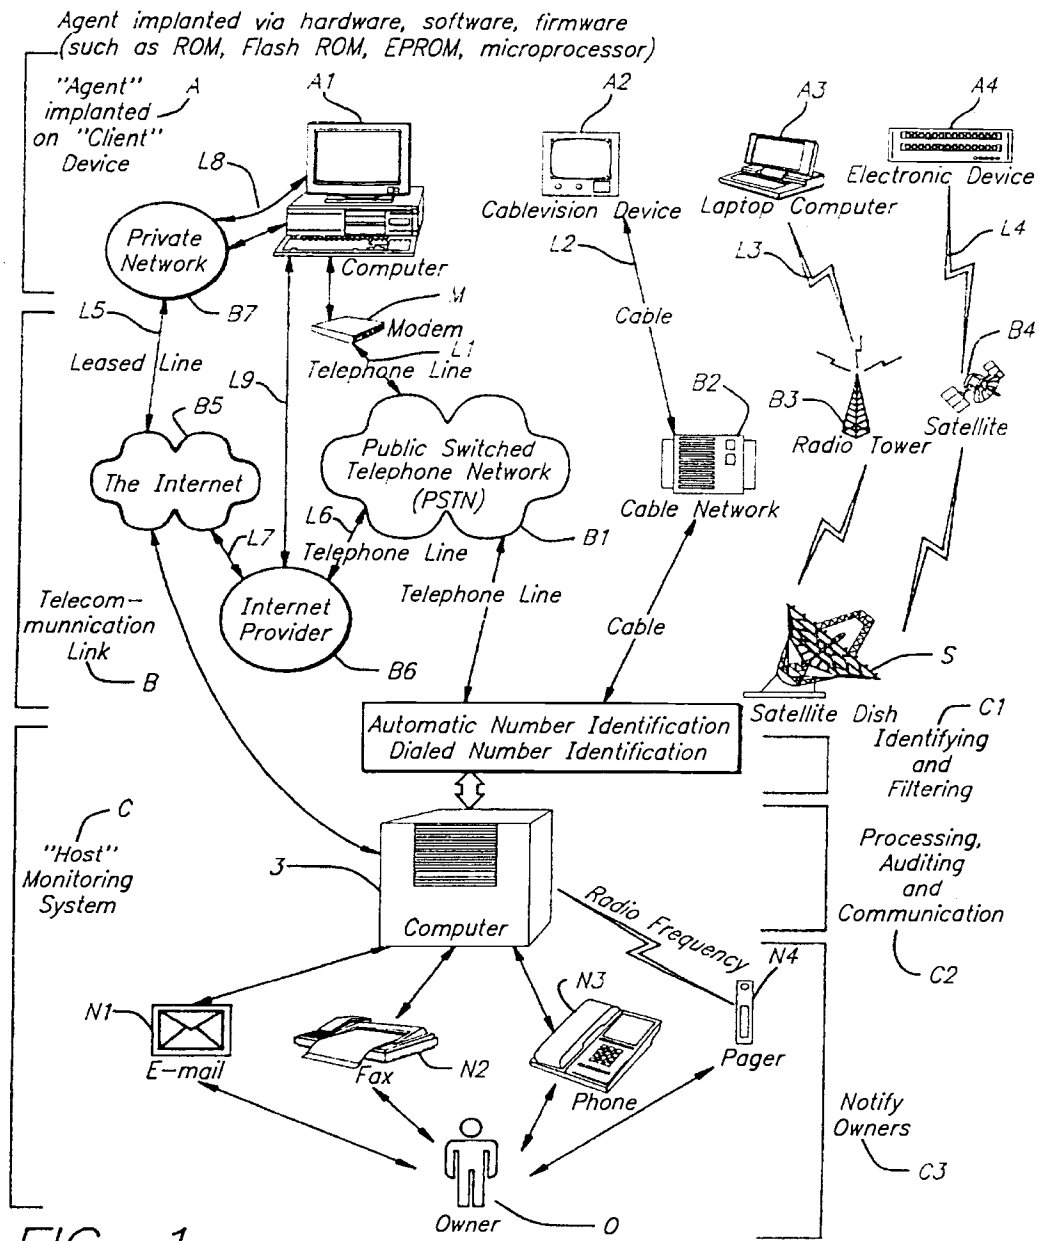 Agent implanted via hardware, software, firmware
(such as ROM, Flash ROM, EPROM, microprocessor)
"Agent"
implanted
on "Client"
Device
A
A1
A2
A3
A4
L8
Private
Network
Computer
Cablevision Device
Laptop Computer
Electronic Device
B7
L5
Leased Line
L9
M
Modem
L1
Telephone Line
L2
Cable
L3
L4
B5
The Internet
Public Switched
Telephone Network
(PSTN)
B1
B2
Cable Network
B3
Radio Tower
B4
Satellite
L7
L6
Telephone Line
Telephone Line
Cable
Internet
Provider
B6
Telecom-
munnication
Link
B
S
Satellite Dish
Automatic Number Identification
Dialed Number Identification
C1
Identifying
and
Filtering
C
"Host"
Monitoring
System
3
Computer
Radio Frequency
Processing,
Auditing
and
Communication
C2
N1
E-mail
N2
Fax
N3
Phone
N4
Pager
Notify
Owners
C3
Owner
O
FIG. 1